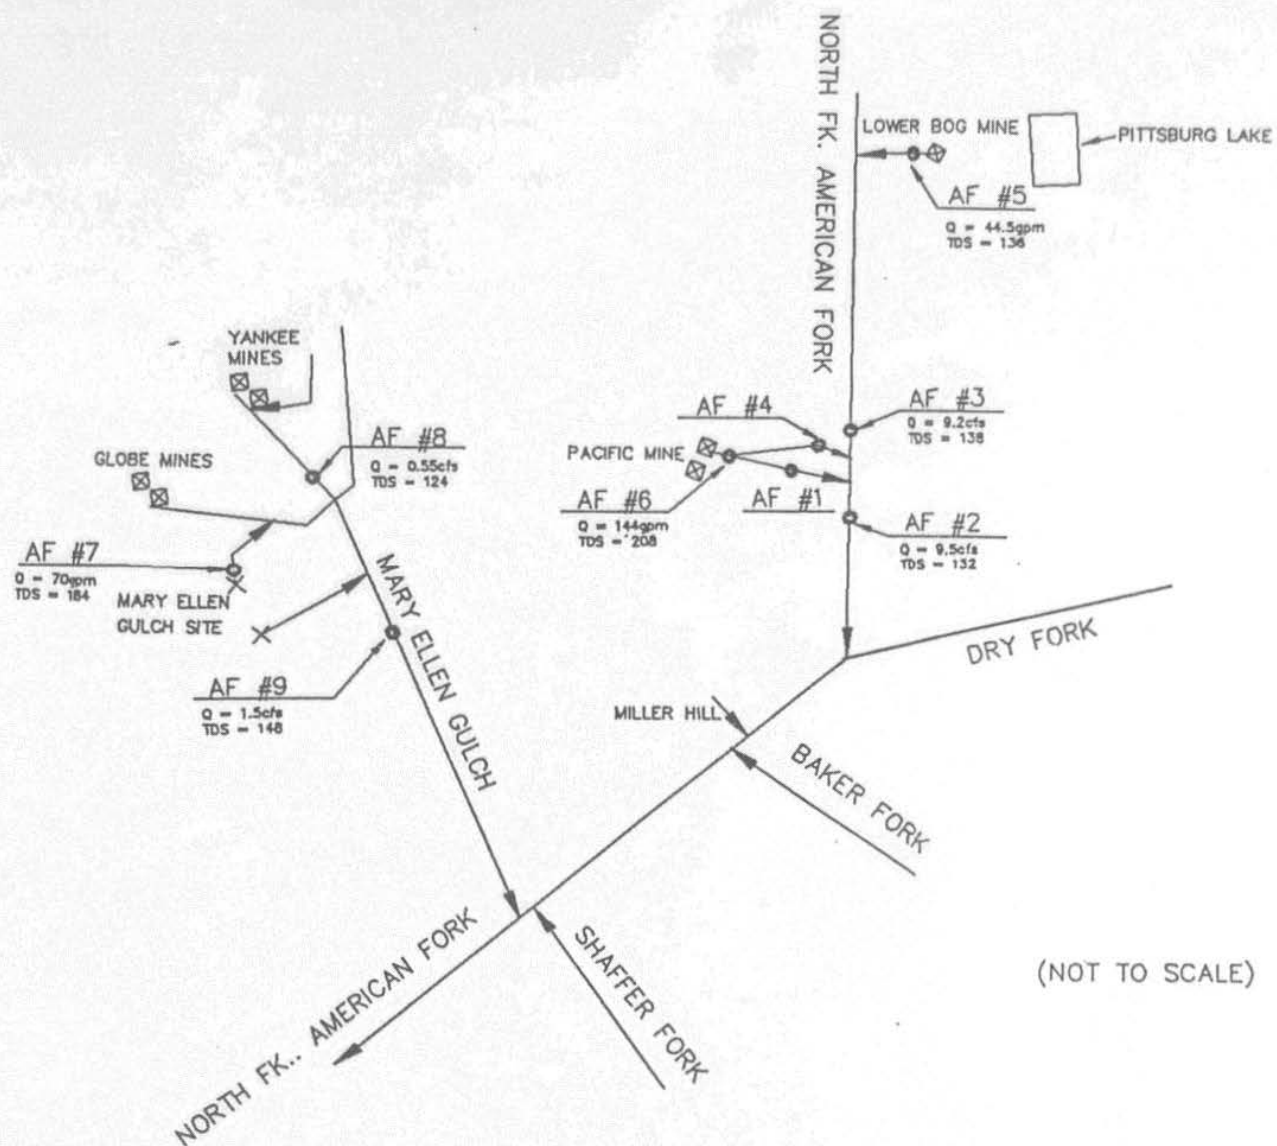 NORTH FK. AMERICAN FORK
LOWER BOG MINE
PITTSBURG LAKE
AF #5
Q = 44.5gpm
TDS = 136
YANKEE
MINES
AF #3
Q = 9.2cfs
TDS = 138
AF #4
PACIFIC MINE
AF #8
Q = 0.55cfs
TDS = 124
GLOBE MINES
AF #6
Q = 144gpm
TDS = 208
AF #1
AF #2
Q = 9.5cfs
TDS = 132
AF #7
Q = 70gpm
TDS = 184
MARY ELLEN
GULCH SITE
MARY ELLEN GULCH
DRY FORK
AF #9
Q = 1.5cfs
TDS = 148
MILLER HILL
BAKER FORK
SHAFFER FORK
NORTH FK.. AMERICAN FORK
(NOT TO SCALE)